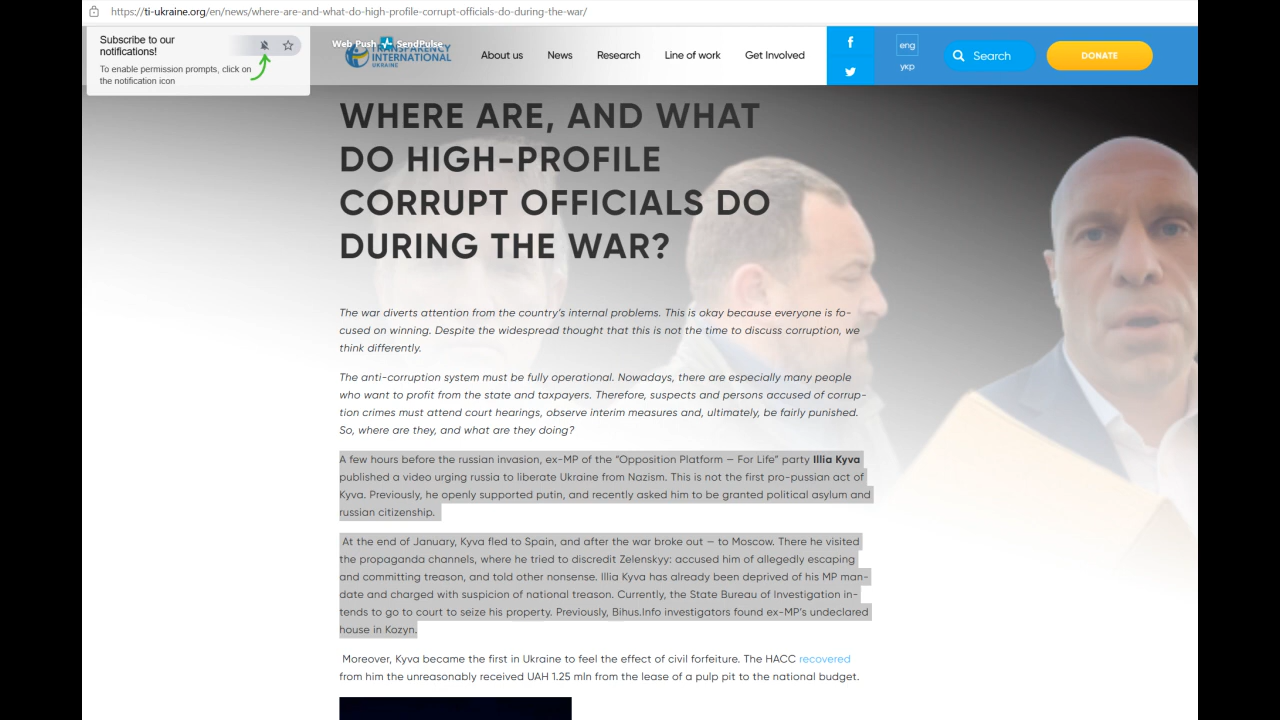 https://ti-ukraine.org/en/news/where-are-and-what-do-high-profile-corrupt-officials-do-during-the-war/
Subscribe to our
notifications!
To enable permission prompts, click on
the notification icon
Web Push SendPulse
TRANSPARENCY
INTERNATIONAL
UKRAINE
About us
News
Research
Line of work
Get Involved
eng
укр
Search
DONATE
WHERE ARE, AND WHAT
DO HIGH-PROFILE
CORRUPT OFFICIALS DO
DURING THE WAR?
The war diverts attention from the country's internal problems. This is okay because everyone is fo-
cused on winning. Despite the widespread thought that this is not the time to discuss corruption, we
think differently.
The anti-corruption system must be fully operational. Nowadays, there are especially many people
who want to profit from the state and taxpayers. Therefore, suspects and persons accused of corrup-
tion crimes must attend court hearings, observe interim measures and, ultimately, be fairly punished.
So, where are they, and what are they doing?
A few hours before the russian invasion, ex-MP of the “Opposition Platform – For Life” party Illia Kyva
published a video urging russia to liberate Ukraine from Nazism. This is not the first pro-рussian act of
Kyva. Previously, he openly supported putin, and recently asked him to be granted political asylum and
russian citizenship.
At the end of January, Kyva fled to Spain, and after the war broke out – to Moscow. There he visited
the propaganda channels, where he tried to discredit Zelenskyy: accused him of allegedly escaping
and committing treason, and told other nonsense. Illia Kyva has already been deprived of his MP man-
date and charged with suspicion of national treason. Currently, the State Bureau of Investigation in-
tends to go to court to seize his property. Previously, Bihus.Info investigators found ex-MP's undeclared
house in Kozyn.
Moreover, Kyva became the first in Ukraine to feel the effect of civil forfeiture. The HACC recovered
from him the unreasonably received UAH 1.25 mln from the lease of a pulp pit to the national budget.